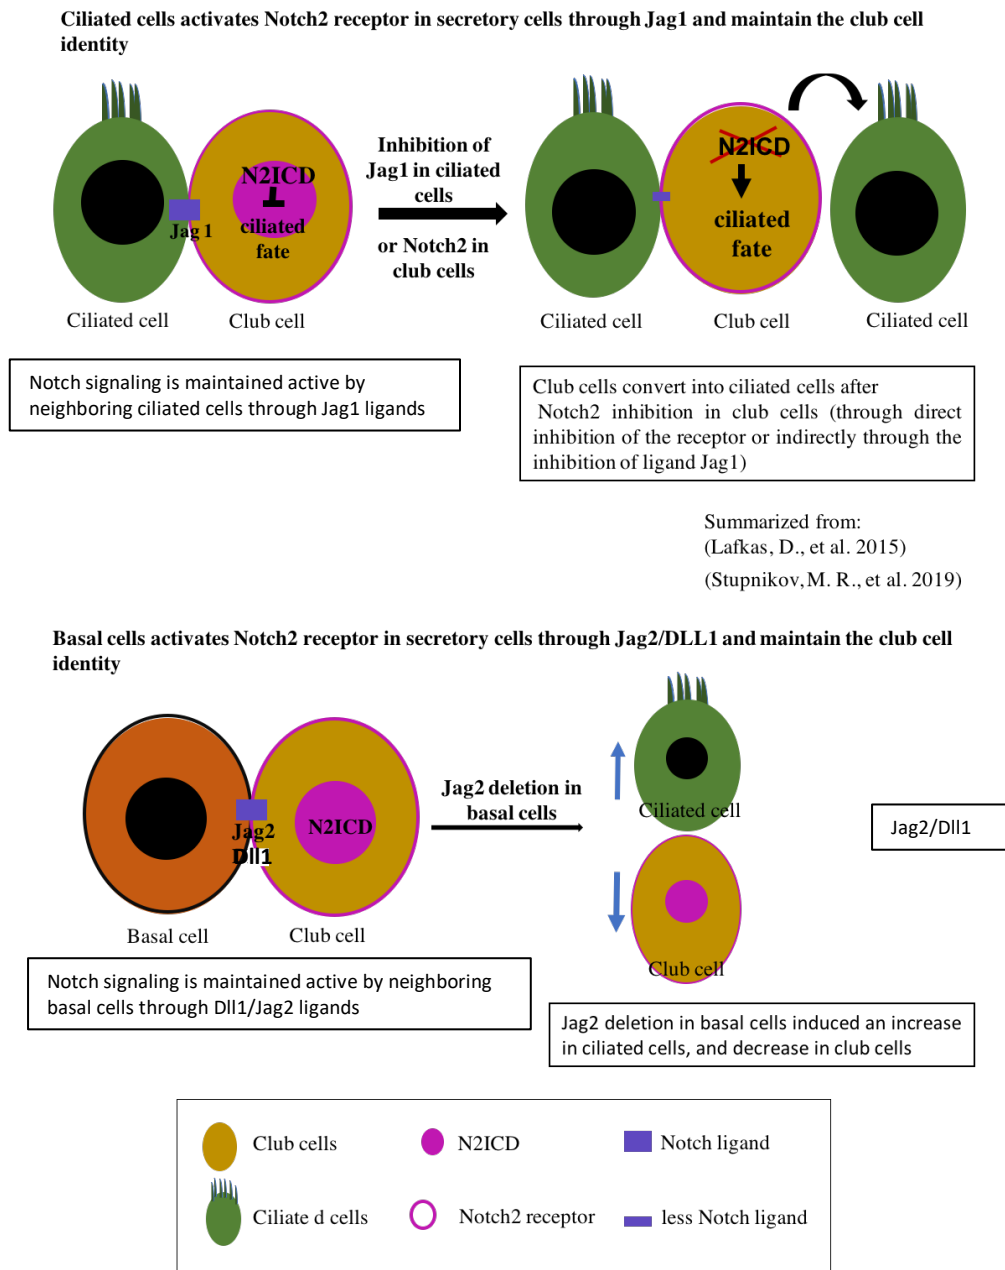 Ciliated cells activates Notch2 receptor in secretory cells through Jag1 and maintain the club cell
identity
N2ICD
ciliated
fate
Jag 1
Ciliated cell
Club cell
Inhibition of
Jag1 in ciliated
cells
or Notch2 in
club cells
N2ICD
ciliated
fate
Ciliated cell
Club cell
Ciliated cell
Notch signaling is maintained active by
neighboring ciliated cells through Jag1 ligands
Club cells convert into ciliated cells after
Notch2 inhibition in club cells (through direct
inhibition of the receptor or indirectly through the
inhibition of ligand Jag1)
Summarized from:
(Lafkas, D., et al. 2015)
(Stupnikov, M. R., et al. 2019)
Basal cells activates Notch2 receptor in secretory cells through Jag2/DLL1 and maintain the club cell
identity
Jag2
Dll1
N2ICD
Basal cell
Club cell
Jag2 deletion in
basal cells
Ciliated cell
Club cell
Jag2/Dll1
Notch signaling is maintained active by neighboring
basal cells through Dll1/Jag2 ligands
Jag2 deletion in basal cells induced an increase
in ciliated cells, and decrease in club cells
Club cells
N2ICD
Notch ligand
Ciliate d cells
Notch2 receptor
less Notch ligand